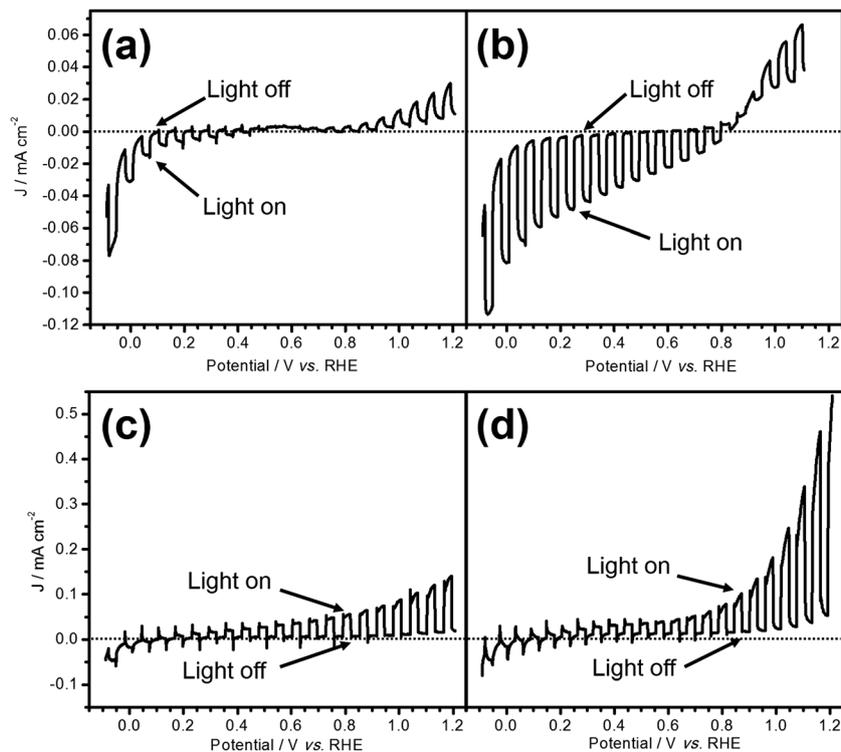 (a)
(b)
0.06
0.04
0.02
0.00
-0.02
-0.04
-0.06
-0.08
-0.10
-0.12
J / mA cm⁻²
Light off
Light on
Light off
Light on
0.0 0.2 0.4 0.6 0.8 1.0 1.2
0.0 0.2 0.4 0.6 0.8 1.0 1.2
Potential / V vs. RHE
Potential / V vs. RHE
(c)
(d)
0.5
0.4
0.3
0.2
0.1
0.0
-0.1
J / mA cm⁻²
Light on
Light off
Light on
Light off
0.0 0.2 0.4 0.6 0.8 1.0 1.2
0.0 0.2 0.4 0.6 0.8 1.0 1.2
Potential / V vs. RHE
Potential / V vs. RHE